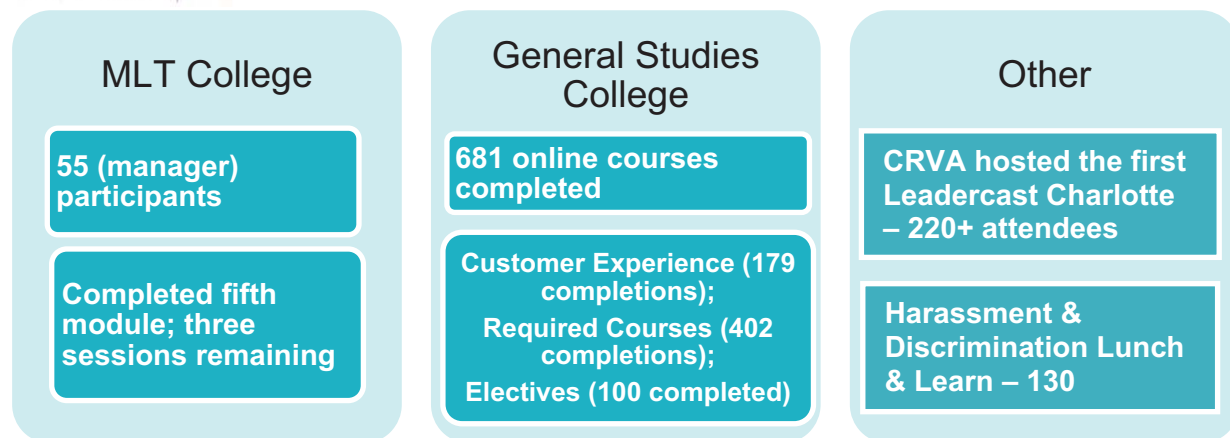 MLT College
55 (manager)
participants
Completed fifth
module; three
sessions remaining
General Studies
College
681 online courses
completed
Customer Experience (179
completions);
Required Courses (402
completions);
Electives (100 completed)
Other
CRVA hosted the first
Leadercast Charlotte
– 220+ attendees
Harassment &
Discrimination Lunch
& Learn – 130